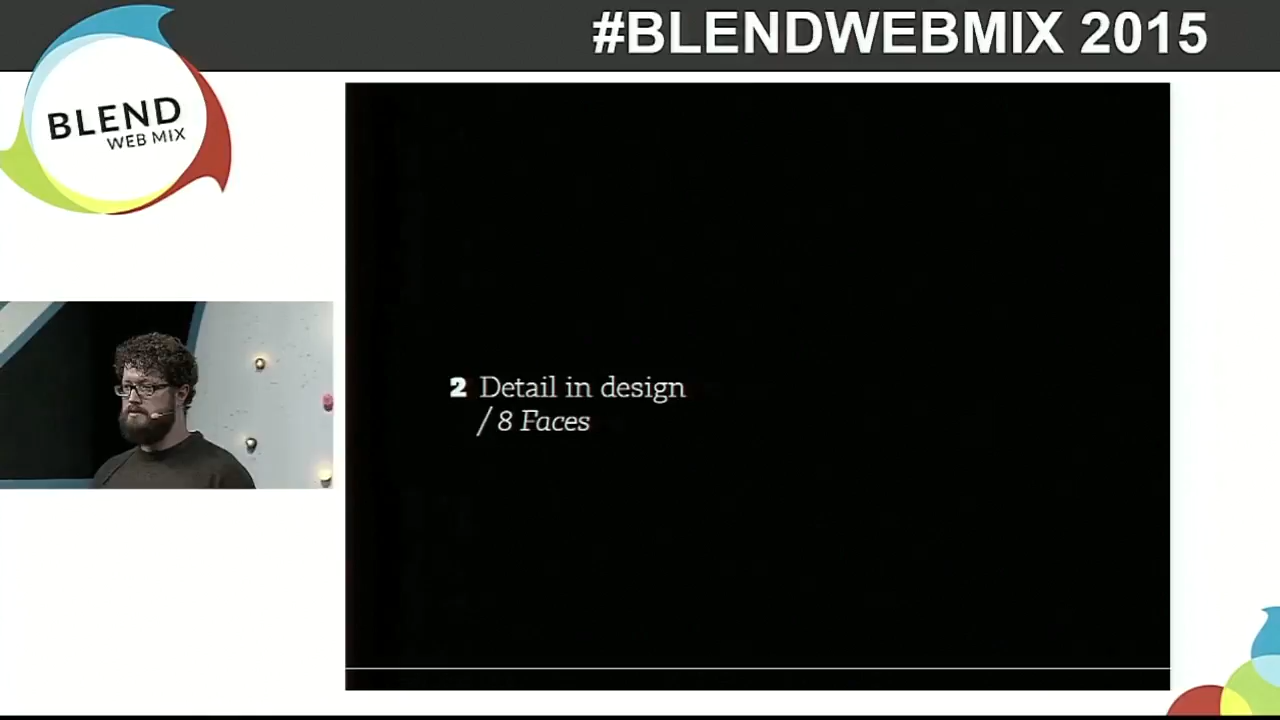 #BLENDWEBMIX 2015
BLEND
WEB MIX
2 Detail in design
/ 8 Faces